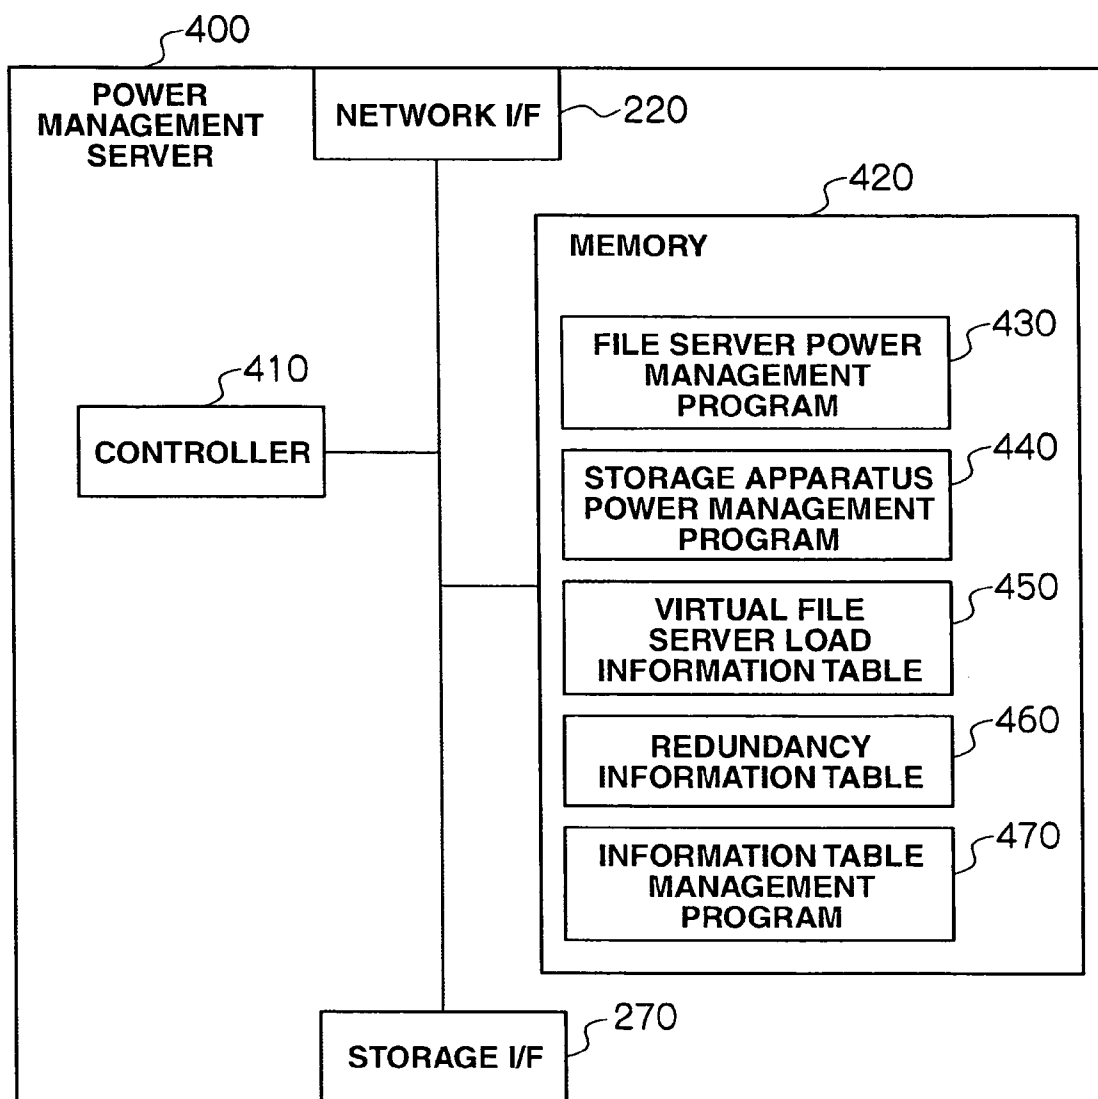 400
POWER
MANAGEMENT
SERVER
NETWORK I/F
220
420
MEMORY
430
FILE SERVER POWER
MANAGEMENT
PROGRAM
410
CONTROLLER
440
STORAGE APPARATUS
POWER MANAGEMENT
PROGRAM
450
VIRTUAL FILE
SERVER LOAD
INFORMATION TABLE
460
REDUNDANCY
INFORMATION TABLE
470
INFORMATION TABLE
MANAGEMENT
PROGRAM
270
STORAGE I/F